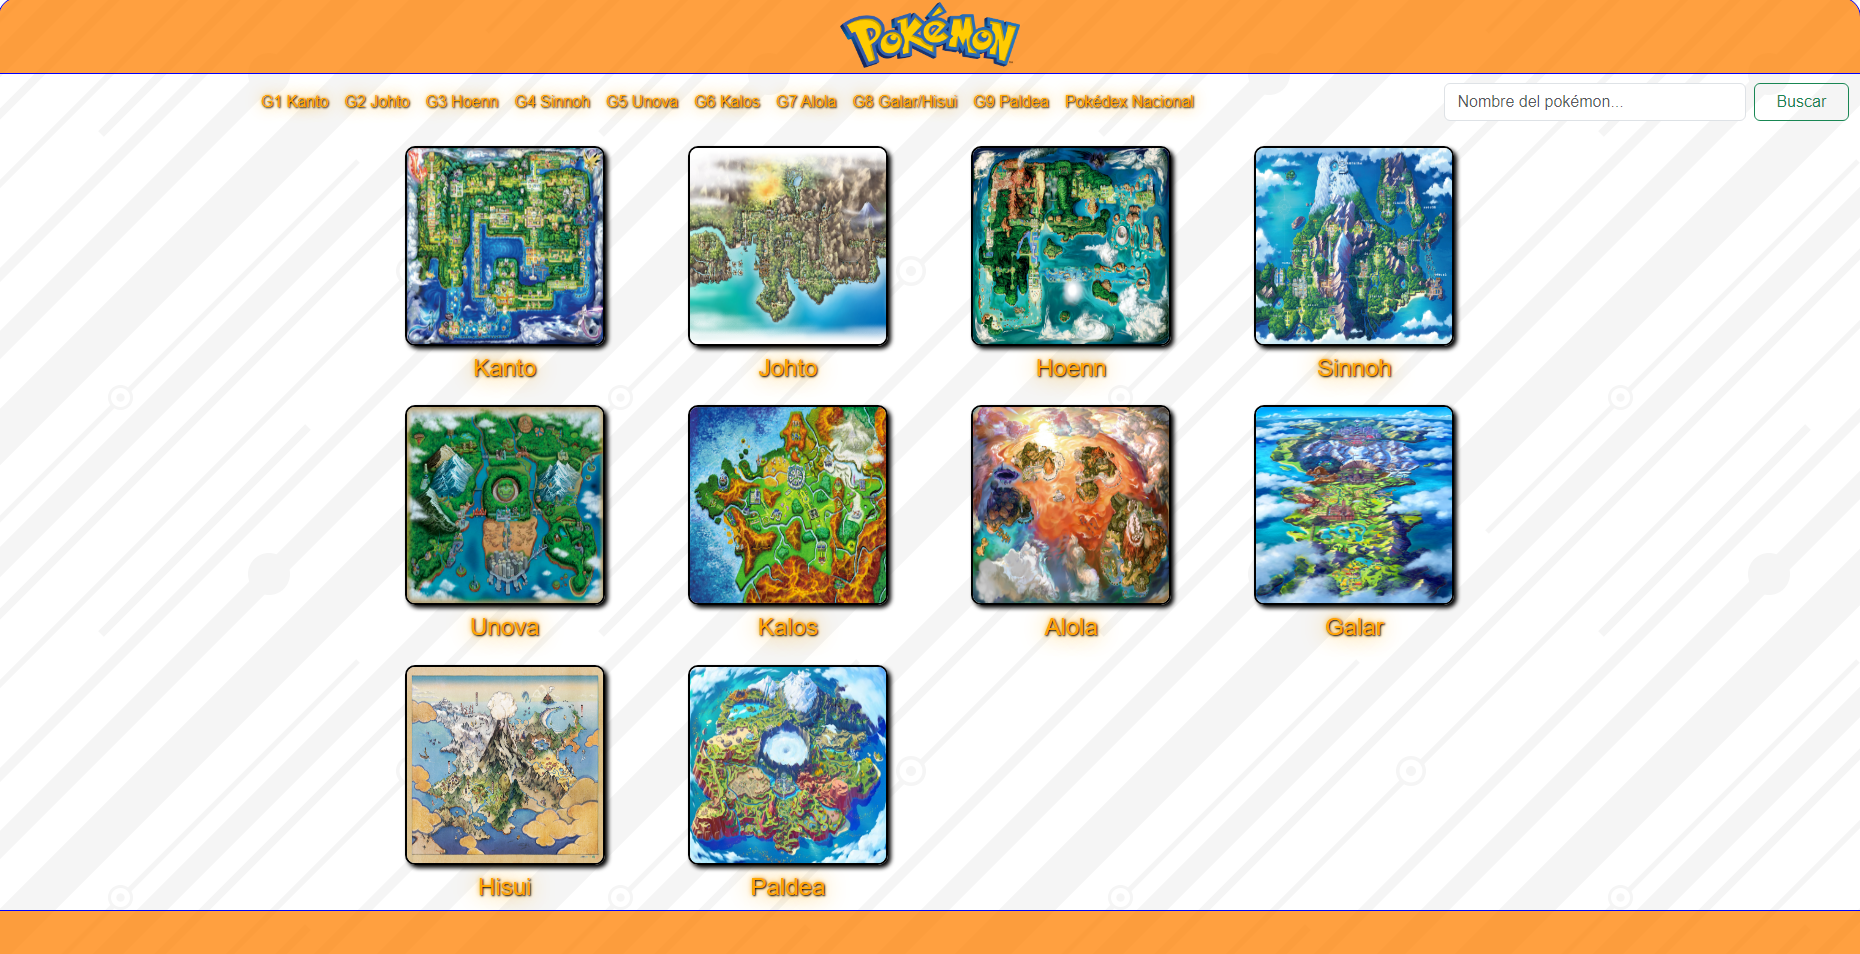 POKéMON
G1 Kanto G2 Johto G3 Hoenn G4 Sinnoh G5 Unova G6 Kalos G7 Alola G8 Galar/Hisui G9 Paldea Pokédex Nacional Nombre del pokémon... Buscar
Kanto Johto Hoenn Sinnoh
Unova Kalos Alola Galar
Hisui Paldea